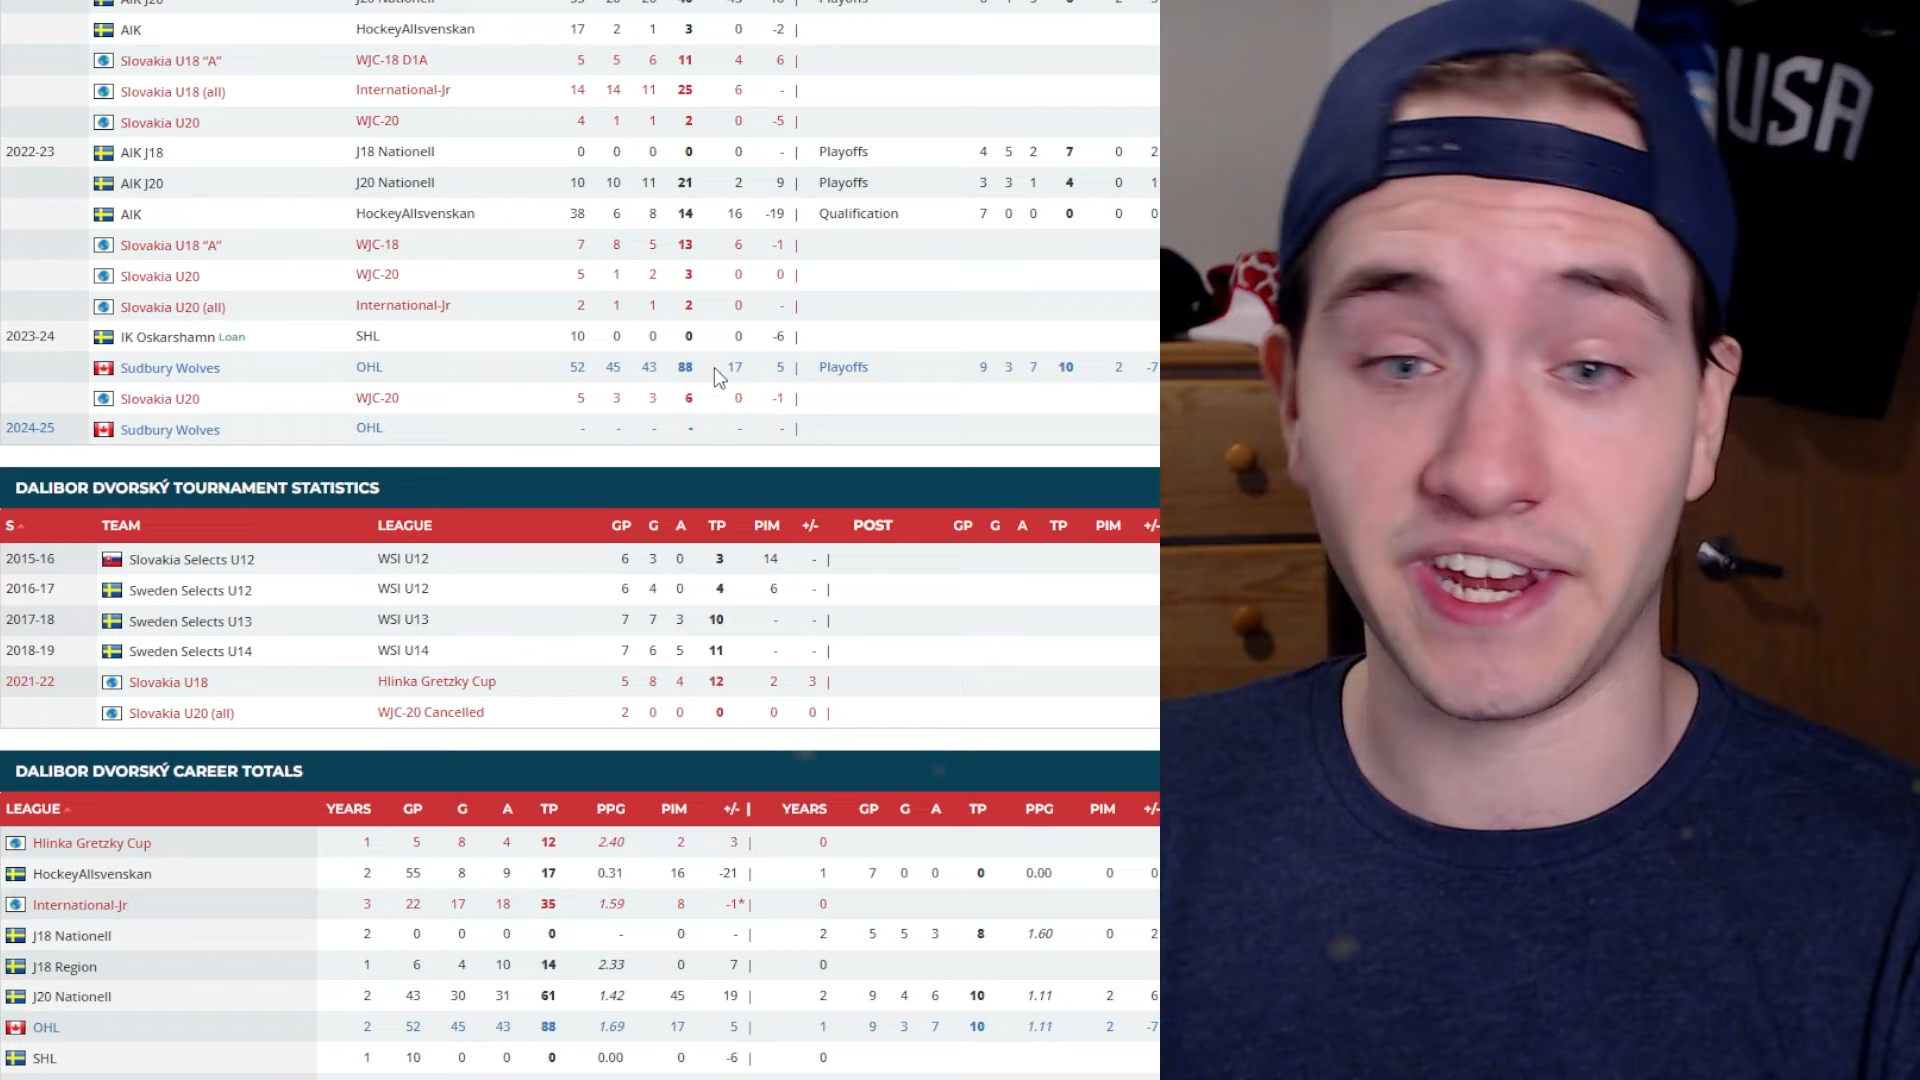 AIK HockeyAllsvenskan 17 2 1 3 0 -2 |
Slovakia U18 “A” WJC-18 D1A 5 5 6 11 4 6 |
Slovakia U18 (all) International-Jr 14 14 11 25 6 - |
Slovakia U20 WJC-20 4 1 1 2 0 -5 |
2022-23 AIK J18 J18 Nationell 0 0 0 0 0 - | Playoffs 4 5 2 7 0 2
AIK J20 J20 Nationell 10 10 11 21 2 9 | Playoffs 3 3 1 4 0 1
AIK HockeyAllsvenskan 38 6 8 14 16 -19 | Qualification 7 0 0 0 0 0
Slovakia U18 “A” WJC-18 7 8 5 13 6 -1 |
Slovakia U20 WJC-20 5 1 2 3 0 0 |
Slovakia U20 (all) International-Jr 2 1 1 2 0 - |
2023-24 IK Oskarshamn Loan SHL 10 0 0 0 0 -6 |
Sudbury Wolves OHL 52 45 43 88 17 5 | Playoffs 9 3 7 10 2 -7
Slovakia U20 WJC-20 5 3 3 6 0 -1 |
2024-25 Sudbury Wolves OHL - - - - - - |
DALIBOR DVORSKÝ TOURNAMENT STATISTICS
S TEAM LEAGUE GP G A TP PIM +/- POST GP G A TP PIM +/-
2015-16 Slovakia Selects U12 WSI U12 6 3 0 3 14 - |
2016-17 Sweden Selects U12 WSI U12 6 4 0 4 6 - |
2017-18 Sweden Selects U13 WSI U13 7 7 3 10 - - |
2018-19 Sweden Selects U14 WSI U14 7 6 5 11 - - |
2021-22 Slovakia U18 Hlinka Gretzky Cup 5 8 4 12 2 3 |
Slovakia U20 (all) WJC-20 Cancelled 2 0 0 0 0 0 |
DALIBOR DVORSKÝ CAREER TOTALS
LEAGUE YEARS GP G A TP PPG PIM +/- | YEARS GP G A TP PPG PIM +/-
Hlinka Gretzky Cup 1 5 8 4 12 2.40 2 3 | 0
HockeyAllsvenskan 2 55 8 9 17 0.31 16 -21 | 1 7 0 0 0 0.00 0 0
International-Jr 3 22 17 18 35 1.59 8 -1* | 0
J18 Nationell 2 0 0 0 0 - 0 - | 2 5 5 3 8 1.60 0 2
J18 Region 1 6 4 10 14 2.33 0 7 | 0
J20 Nationell 2 43 30 31 61 1.42 45 19 | 2 9 4 6 10 1.11 2 6
OHL 2 52 45 43 88 1.69 17 5 | 1 9 3 7 10 1.11 2 -7
SHL 1 10 0 0 0 0.00 0 -6 | 0
USA